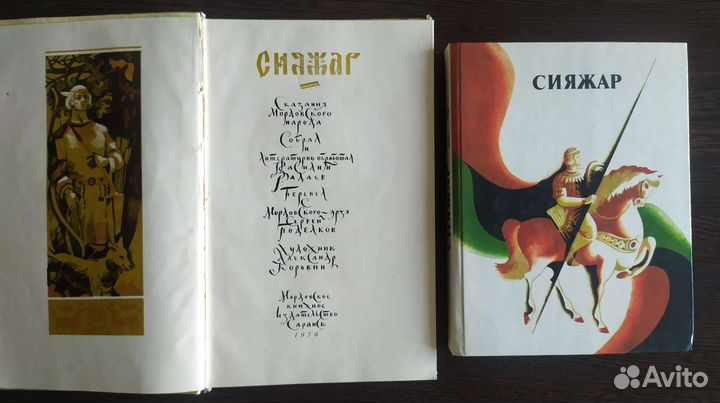 СИЯЖАР
Сказания
Мордовского
народа
Собрал
и
литературно обработал
Василий
Радаев
Перевел
с
Мордовского-эрзя
Сергей
Поделков
Художник
Александр
Коровин
Мордовское
книжное
издательство
Саранск
1976
СИЯЖАР
Avito